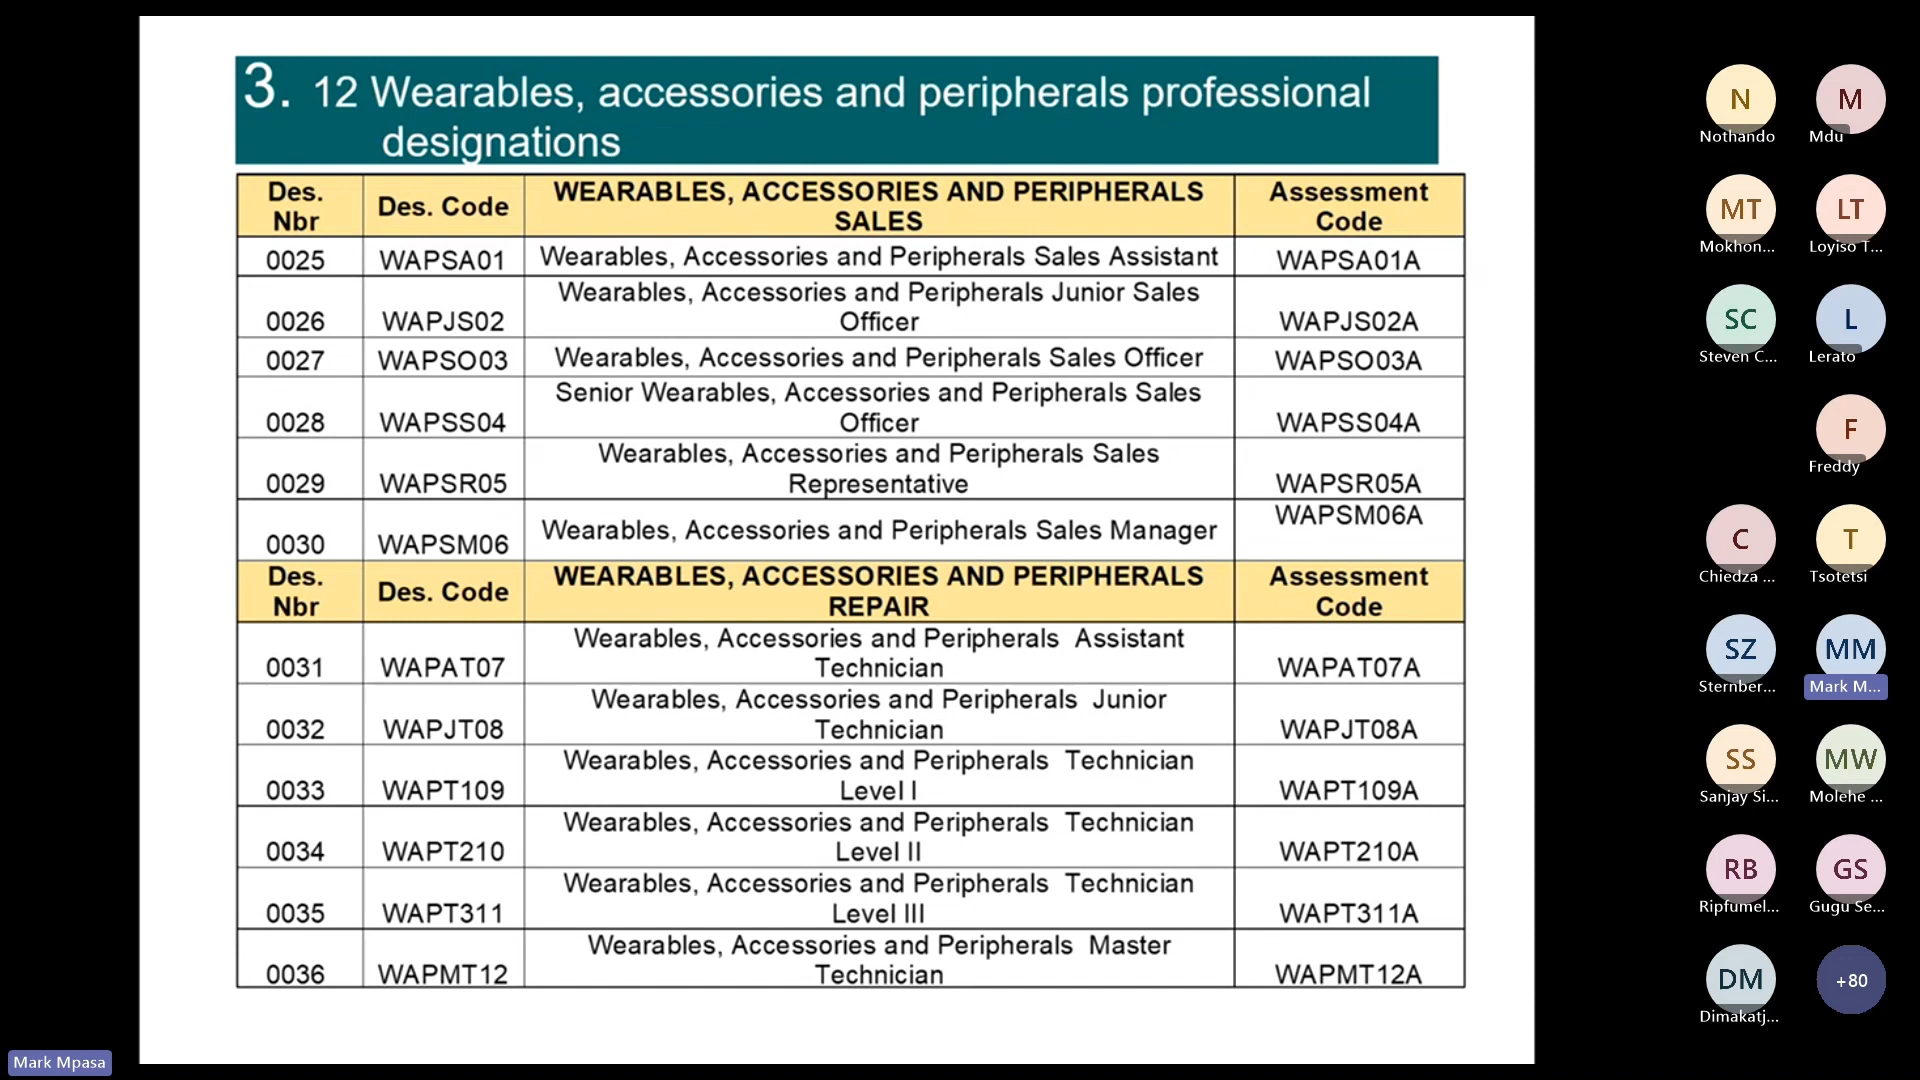 3. 12 Wearables, accessories and peripherals professional
designations
Des. Nbr Des. Code WEARABLES, ACCESSORIES AND PERIPHERALS SALES Assessment Code
0025 WAPSA01 Wearables, Accessories and Peripherals Sales Assistant WAPSA01A
0026 WAPJS02 Wearables, Accessories and Peripherals Junior Sales Officer WAPJS02A
0027 WAPSO03 Wearables, Accessories and Peripherals Sales Officer WAPSO03A
0028 WAPSS04 Senior Wearables, Accessories and Peripherals Sales Officer WAPSS04A
0029 WAPSR05 Wearables, Accessories and Peripherals Sales Representative WAPSR05A
0030 WAPSM06 Wearables, Accessories and Peripherals Sales Manager WAPSM06A
Des. Nbr Des. Code WEARABLES, ACCESSORIES AND PERIPHERALS REPAIR Assessment Code
0031 WAPAT07 Wearables, Accessories and Peripherals Assistant Technician WAPAT07A
0032 WAPJT08 Wearables, Accessories and Peripherals Junior Technician WAPJT08A
0033 WAPT109 Wearables, Accessories and Peripherals Technician Level I WAPT109A
0034 WAPT210 Wearables, Accessories and Peripherals Technician Level II WAPT210A
0035 WAPT311 Wearables, Accessories and Peripherals Technician Level III WAPT311A
0036 WAPMT12 Wearables, Accessories and Peripherals Master Technician WAPMT12A
N M
Nothando Mdu
MT LT
Mokhon... Loyiso T...
SC L
Steven C... Lerato
F
Freddy
C T
Chiedza ... Tsotetsi
SZ MM
Sternber... Mark M...
SS MW
Sanjay Si... Molehe ...
RB GS
Ripfumel... Gugu Se...
DM +80
Dimakatj...
Mark Mpasa